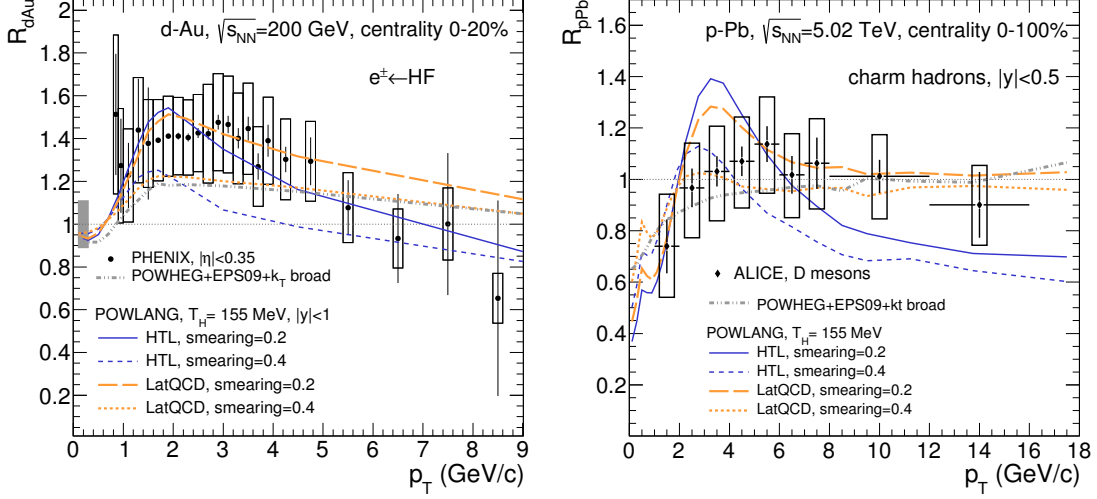 R_dAu
d-Au, √s_NN=200 GeV, centrality 0-20%
e±←HF
2
1.8
1.6
1.4
1.2
1
0.8
0.6
0.4
0.2
PHENIX, |η|<0.35
POWHEG+EPS09+k_T broad
POWLANG, T_H= 155 MeV, |y|<1
HTL, smearing=0.2
HTL, smearing=0.4
LatQCD, smearing=0.2
LatQCD, smearing=0.4
0 1 2 3 4 5 6 7 8 9
p_T (GeV/c)
R_pPb
p-Pb, √s_NN=5.02 TeV, centrality 0-100%
charm hadrons, |y|<0.5
1.6
1.4
1.2
1
0.8
0.6
0.4
0.2
ALICE, D mesons
POWHEG+EPS09+kt broad
POWLANG, T_H= 155 MeV
HTL, smearing=0.2
HTL, smearing=0.4
LatQCD, smearing=0.2
LatQCD, smearing=0.4
0 2 4 6 8 10 12 14 16 18
p_T (GeV/c)